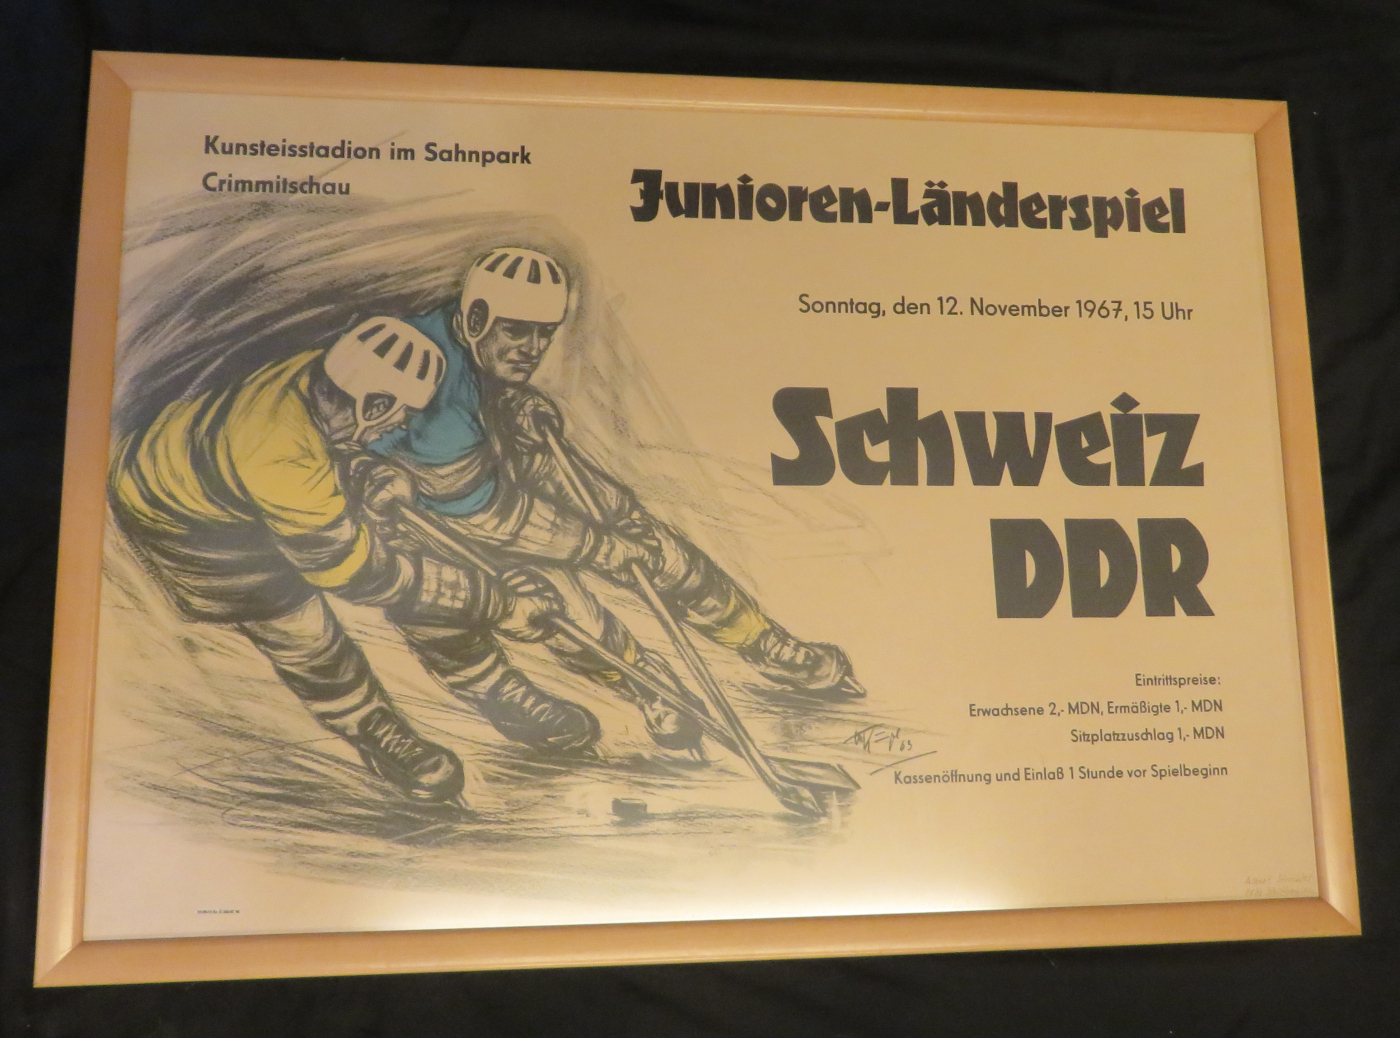 Kunsteisstadion im Sahnpark
Crimmitschau
Junioren-Länderspiel
Sonntag, den 12. November 1967, 15 Uhr
Schweiz
DDR
Eintrittspreise:
Erwachsene 2,- MDN, Ermäßigte 1,- MDN
Sitzplatzzuschlag 1,- MDN
Kassenöffnung und Einlaß 1 Stunde vor Spielbeginn